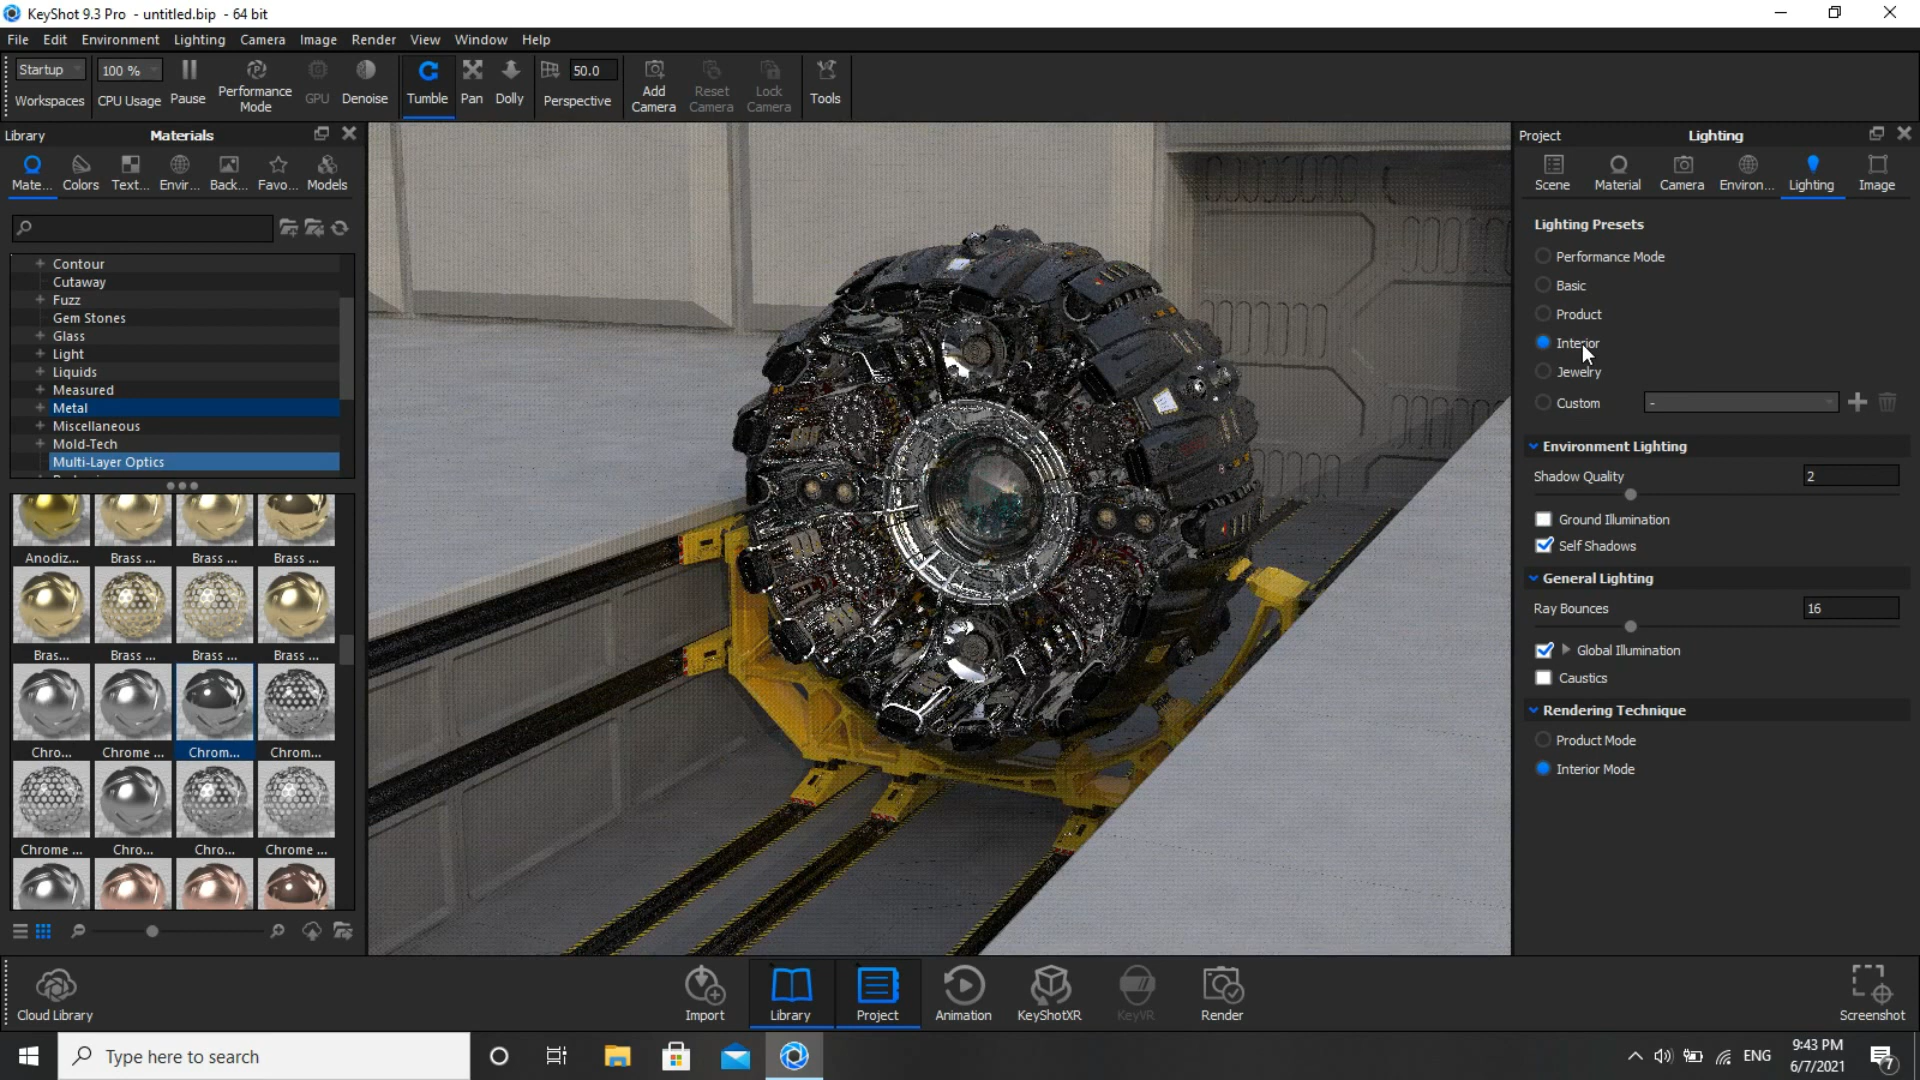 KeyShot 9.3 Pro - untitled.bip - 64 bit
File Edit Environment Lighting Camera Image Render View Window Help
Startup 100 % 50.0
Workspaces CPU Usage Pause Performance Mode GPU Denoise Tumble Pan Dolly Perspective Add Camera Reset Camera Lock Camera Tools
Library Materials
Mate... Colors Text... Envir... Back... Favo... Models
Contour
Cutaway
Fuzz
Gem Stones
Glass
Light
Liquids
Measured
Metal
Miscellaneous
Mold-Tech
Multi-Layer Optics
Anodiz... Brass ... Brass ... Brass ...
Bras... Brass ... Brass ... Brass ...
Chro... Chrome ... Chrom... Chrom...
Chrome ... Chro... Chro... Chrome ...
Project Lighting
Scene Material Camera Environ... Lighting Image
Lighting Presets
Performance Mode
Basic
Product
Interior
Jewelry
Custom -
Environment Lighting
Shadow Quality 2
Ground Illumination
Self Shadows
General Lighting
Ray Bounces 16
Global Illumination
Caustics
Rendering Technique
Product Mode
Interior Mode
Cloud Library Import Library Project Animation KeyShotXR KeyVR Render Screenshot
Type here to search
ENG
9:43 PM
6/7/2021
7